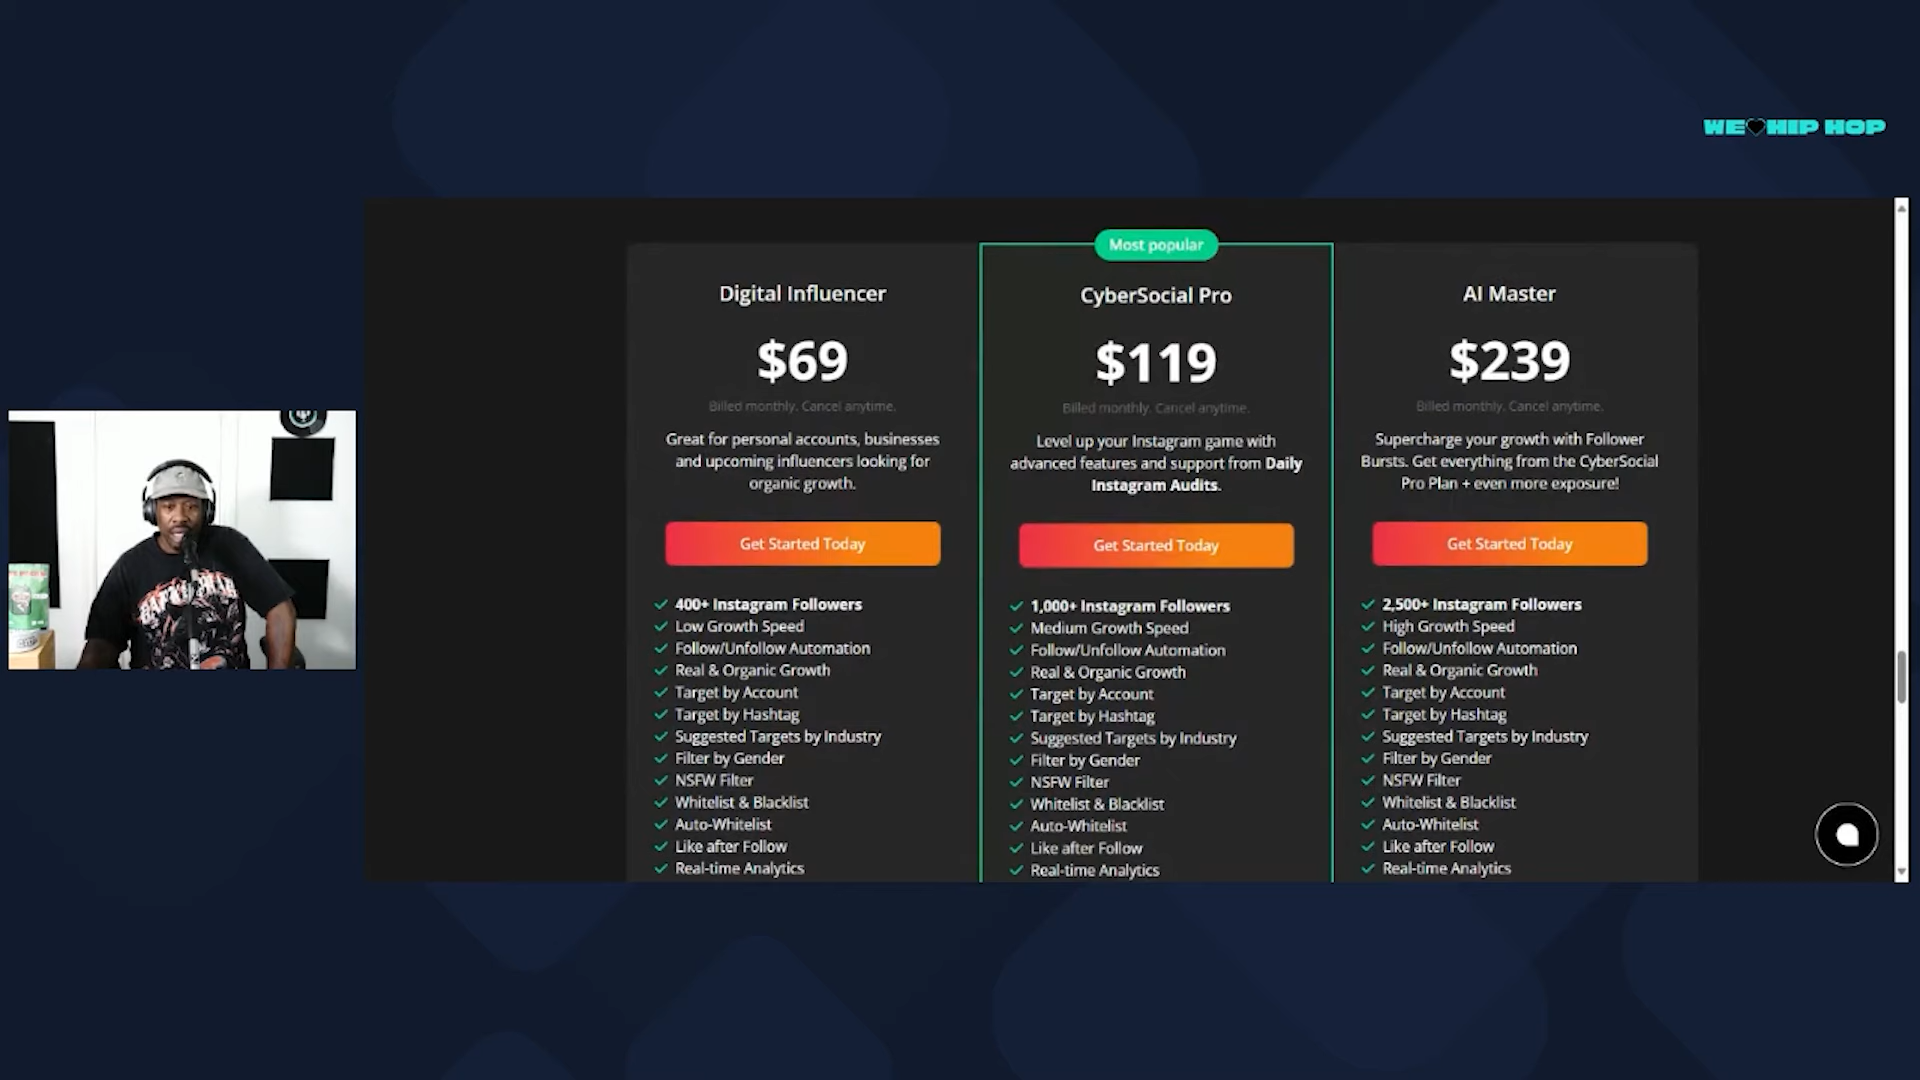 WE HIP HOP
Most popular
Digital Influencer
$69
Billed monthly. Cancel anytime.
Great for personal accounts, businesses
and upcoming influencers looking for
organic growth.
Get Started Today
400+ Instagram Followers
Low Growth Speed
Follow/Unfollow Automation
Real & Organic Growth
Target by Account
Target by Hashtag
Suggested Targets by Industry
Filter by Gender
NSFW Filter
Whitelist & Blacklist
Auto-Whitelist
Like after Follow
Real-time Analytics
CyberSocial Pro
$119
Billed monthly. Cancel anytime.
Level up your Instagram game with
advanced features and support from Daily
Instagram Audits.
Get Started Today
1,000+ Instagram Followers
Medium Growth Speed
Follow/Unfollow Automation
Real & Organic Growth
Target by Account
Target by Hashtag
Suggested Targets by Industry
Filter by Gender
NSFW Filter
Whitelist & Blacklist
Auto-Whitelist
Like after Follow
Real-time Analytics
AI Master
$239
Billed monthly. Cancel anytime.
Supercharge your growth with Follower
Bursts. Get everything from the CyberSocial
Pro Plan + even more exposure!
Get Started Today
2,500+ Instagram Followers
High Growth Speed
Follow/Unfollow Automation
Real & Organic Growth
Target by Account
Target by Hashtag
Suggested Targets by Industry
Filter by Gender
NSFW Filter
Whitelist & Blacklist
Auto-Whitelist
Like after Follow
Real-time Analytics